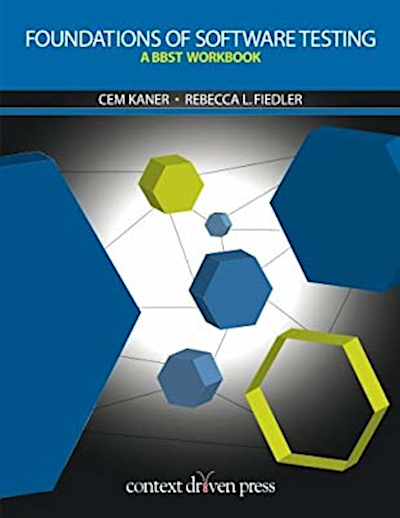 FOUNDATIONS OF SOFTWARE TESTING
A BBST WORKBOOK
CEM KANER • REBECCA L. FIEDLER
context driven press